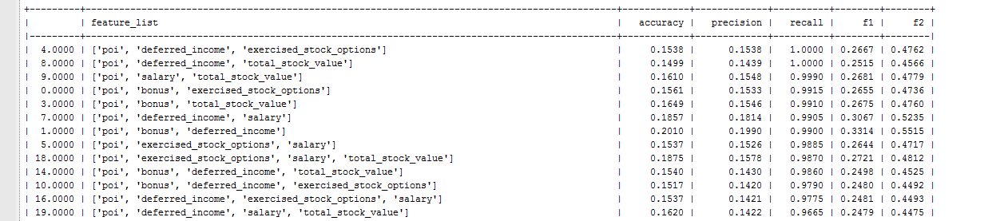 | | feature_list | accuracy | precision | recall | f1 | f2 |
| 4.0000 | ['poi', 'deferred_income', 'exercised_stock_options'] | 0.1538 | 0.1538 | 1.0000 | 0.2667 | 0.4762 |
| 8.0000 | ['poi', 'deferred_income', 'total_stock_value'] | 0.1499 | 0.1439 | 1.0000 | 0.2515 | 0.4566 |
| 9.0000 | ['poi', 'salary', 'total_stock_value'] | 0.1610 | 0.1548 | 0.9990 | 0.2681 | 0.4779 |
| 0.0000 | ['poi', 'bonus', 'exercised_stock_options'] | 0.1561 | 0.1533 | 0.9915 | 0.2655 | 0.4736 |
| 3.0000 | ['poi', 'bonus', 'total_stock_value'] | 0.1649 | 0.1546 | 0.9910 | 0.2675 | 0.4760 |
| 7.0000 | ['poi', 'deferred_income', 'salary'] | 0.1857 | 0.1814 | 0.9905 | 0.3067 | 0.5235 |
| 1.0000 | ['poi', 'bonus', 'deferred_income'] | 0.2010 | 0.1990 | 0.9900 | 0.3314 | 0.5515 |
| 5.0000 | ['poi', 'exercised_stock_options', 'salary'] | 0.1537 | 0.1526 | 0.9885 | 0.2644 | 0.4717 |
| 18.0000 | ['poi', 'exercised_stock_options', 'salary', 'total_stock_value'] | 0.1875 | 0.1578 | 0.9870 | 0.2721 | 0.4812 |
| 14.0000 | ['poi', 'bonus', 'deferred_income', 'total_stock_value'] | 0.1540 | 0.1430 | 0.9860 | 0.2498 | 0.4525 |
| 10.0000 | ['poi', 'bonus', 'deferred_income', 'exercised_stock_options'] | 0.1517 | 0.1420 | 0.9790 | 0.2480 | 0.4492 |
| 16.0000 | ['poi', 'deferred_income', 'exercised_stock_options', 'salary'] | 0.1537 | 0.1421 | 0.9775 | 0.2481 | 0.4493 |
| 19.0000 | ['poi', 'deferred_income', 'salary', 'total_stock_value'] | 0.1620 | 0.1422 | 0.9665 | 0.2479 | 0.4475 |